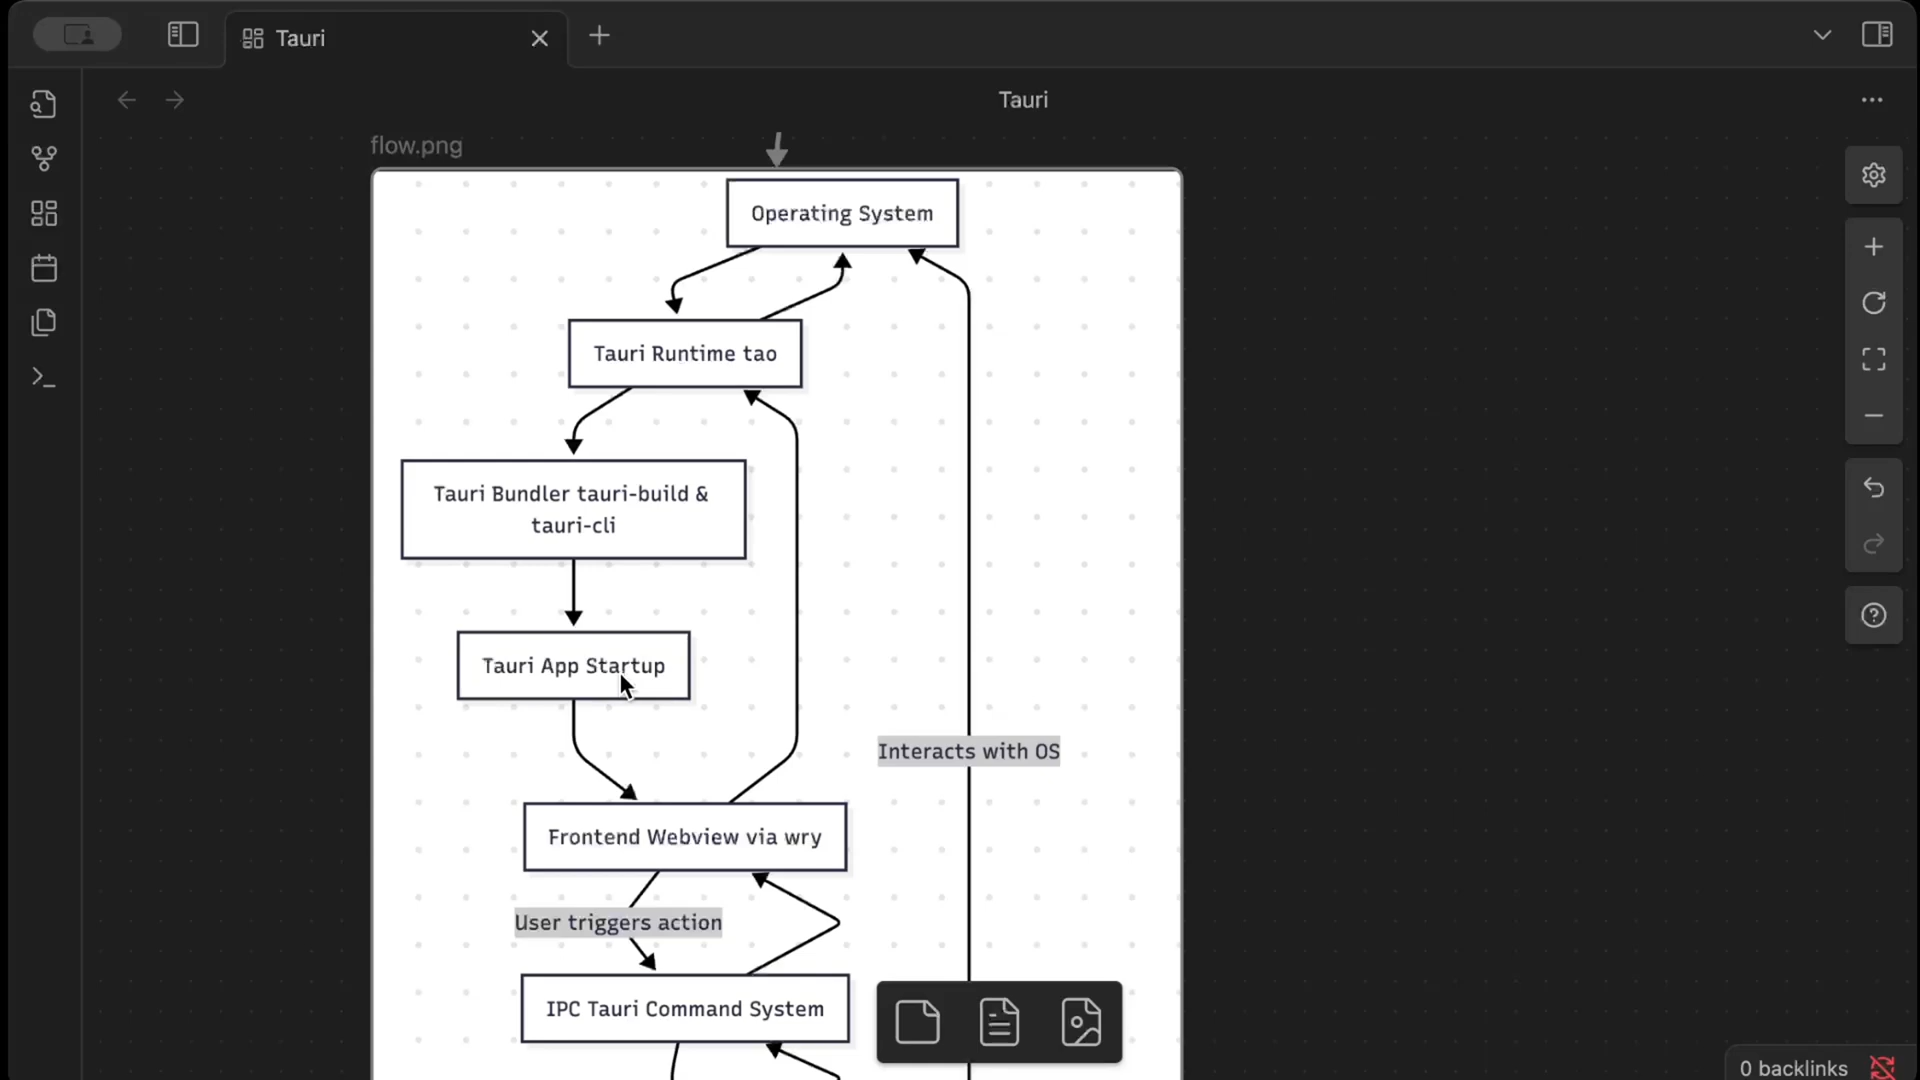 Tauri
Tauri
flow.png
Operating System
Tauri Runtime tao
Tauri Bundler tauri-build &
tauri-cli
Tauri App Startup
Interacts with OS
Frontend Webview via wry
User triggers action
IPC Tauri Command System
0 backlinks